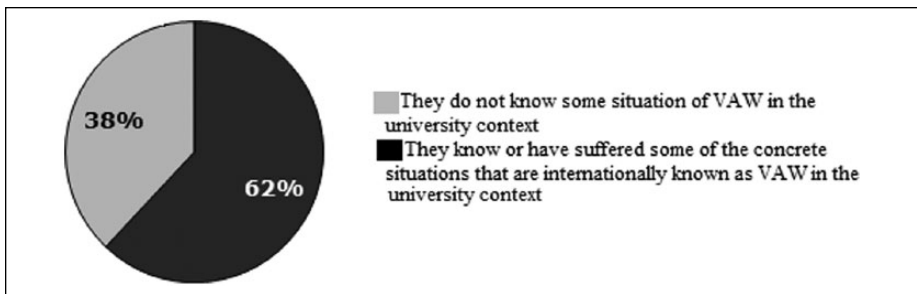 38%
62%
They do not know some situation of VAW in the
university context
They know or have suffered some of the concrete
situations that are internationally known as VAW in the
university context